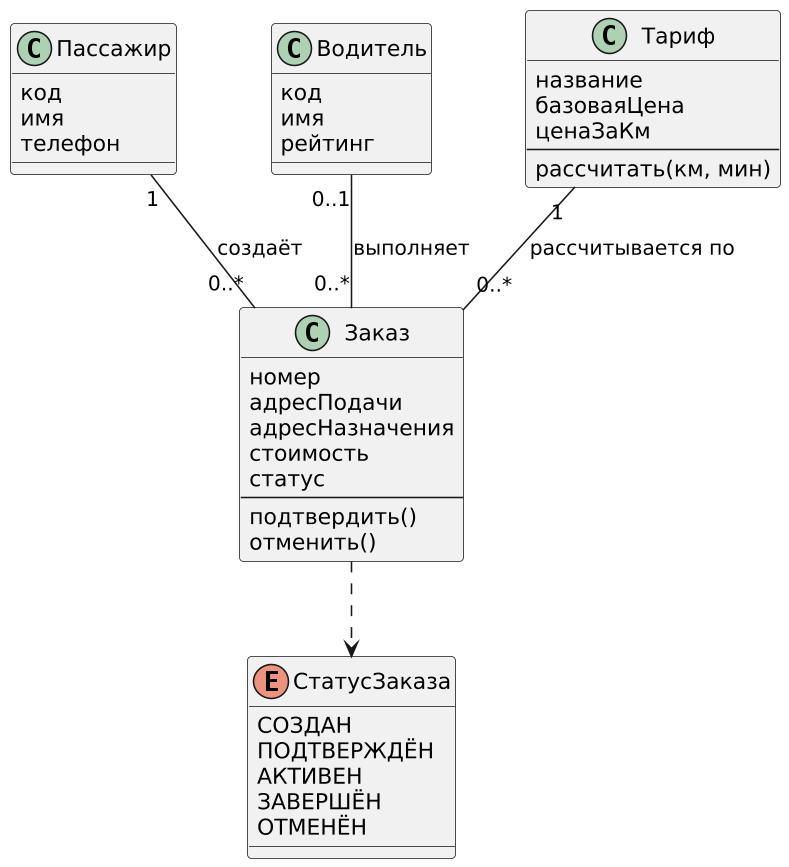 C Пассажир
код
имя
телефон
C Водитель
код
имя
рейтинг
C Тариф
название
базоваяЦена
ценаЗаКм
рассчитать(км, мин)
1
0..1
1
создаёт
выполняет
рассчитывается по
0..*
0..*
0..*
C Заказ
номер
адресПодачи
адресНазначения
стоимость
статус
подтвердить()
отменить()
E СтатусЗаказа
СОЗДАН
ПОДТВЕРЖДЁН
АКТИВЕН
ЗАВЕРШЁН
ОТМЕНЁН